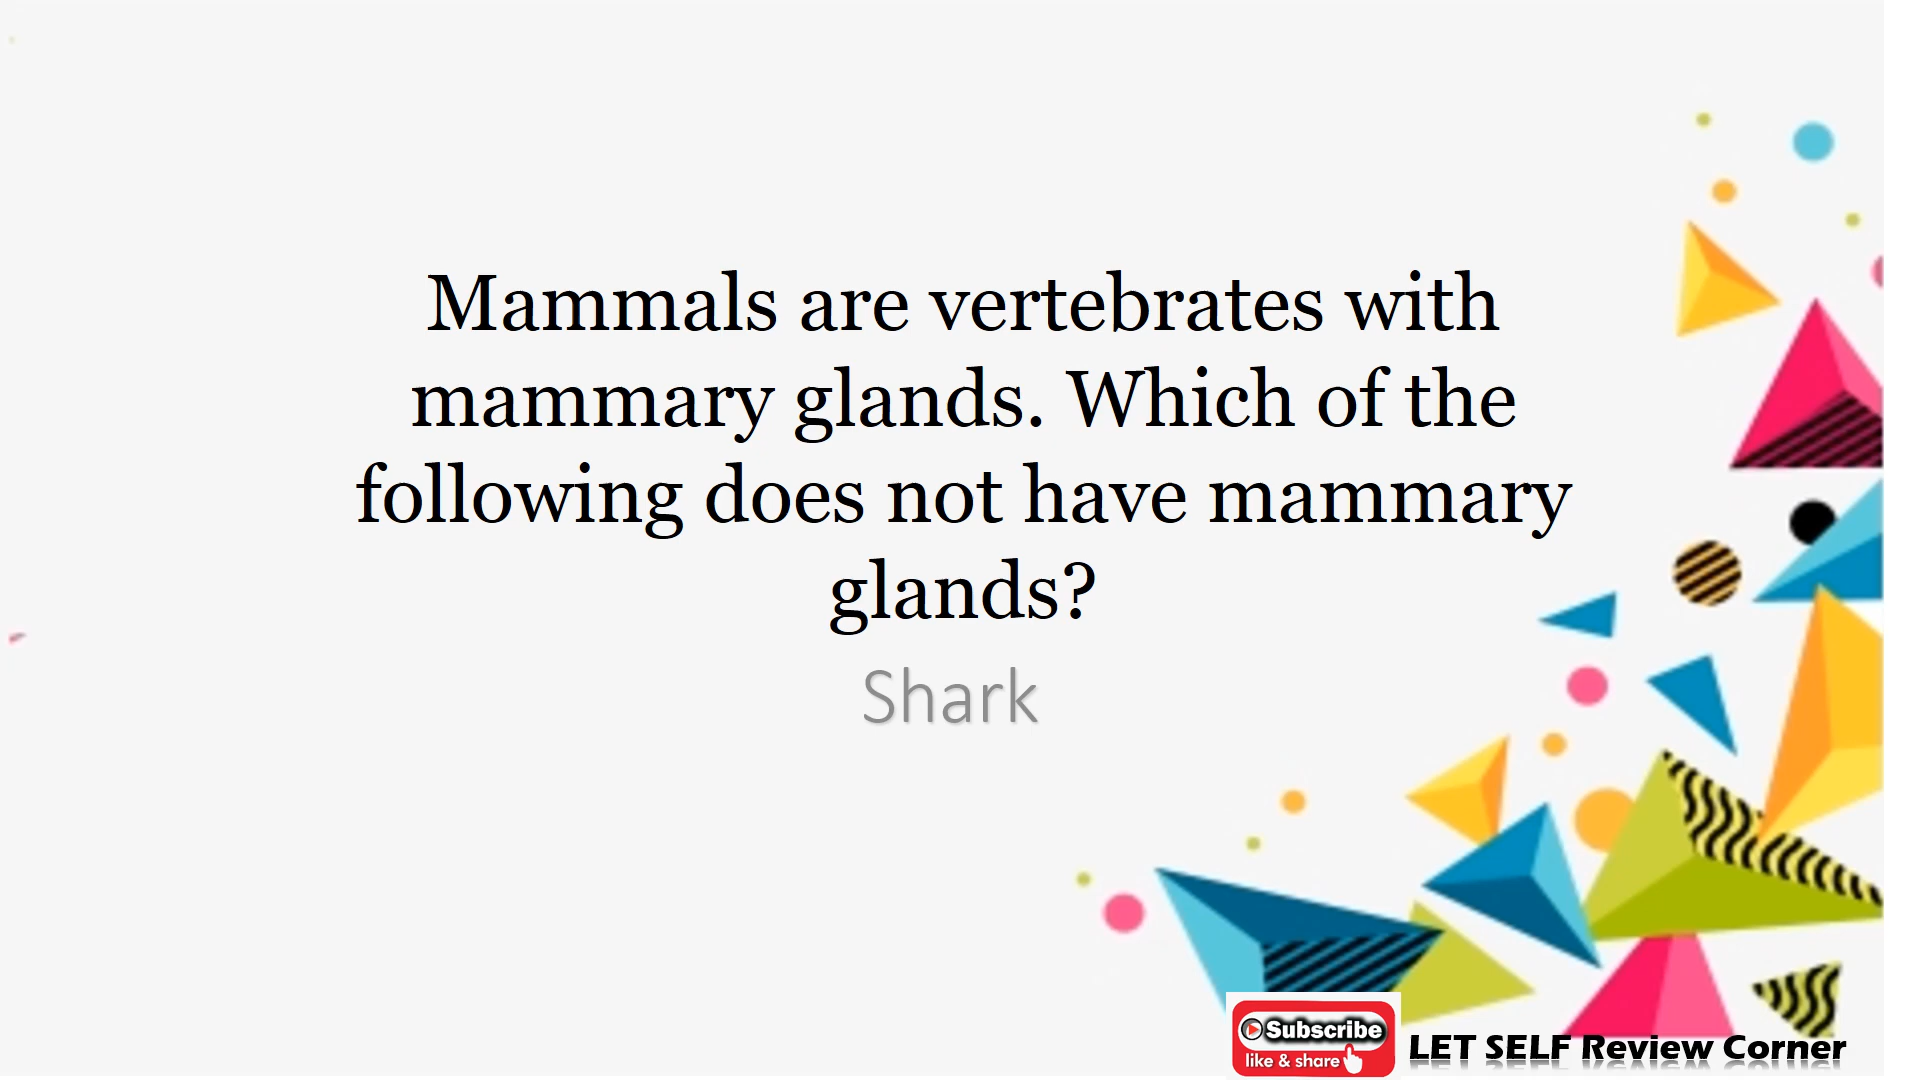 Mammals are vertebrates with
mammary glands. Which of the
following does not have mammary
glands?
Shark
Subscribe
like & share
LET SELF Review Corner